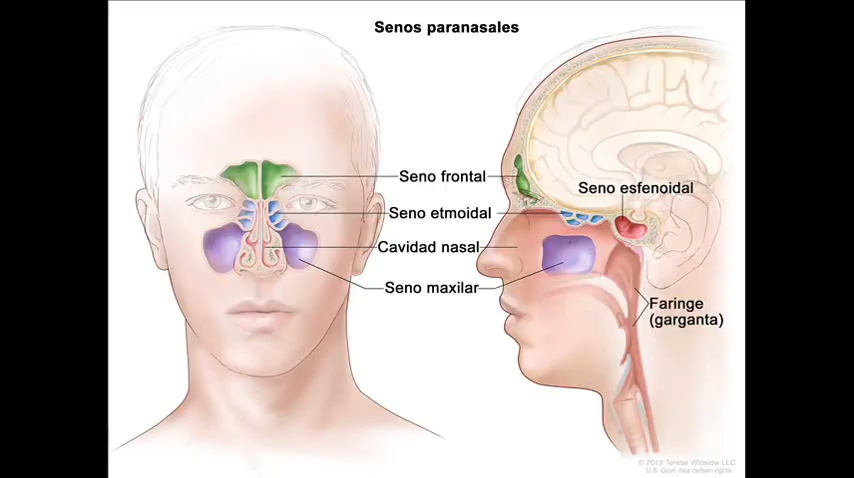 Senos paranasales
Seno frontal
Seno esfenoidal
Seno etmoidal
Cavidad nasal
Seno maxilar
Faringe
(garganta)
© 2012 Terese Winslow LLC
U.S. Govt. has certain rights